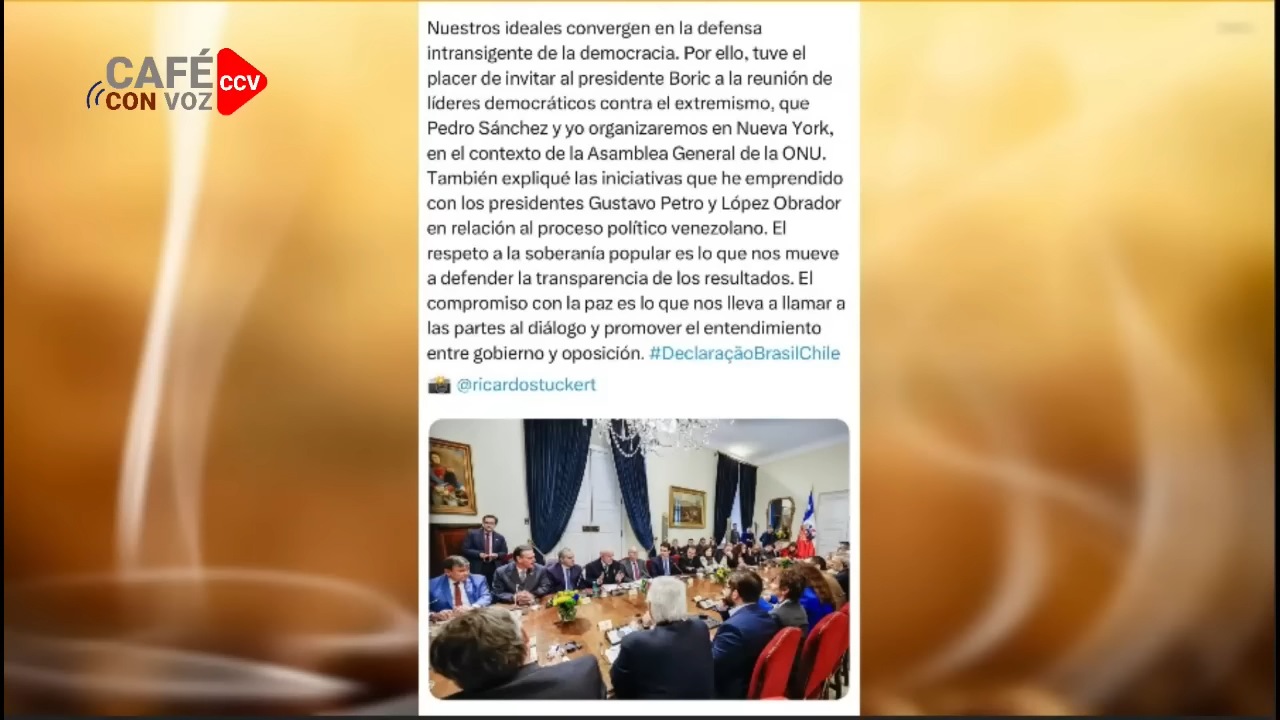 CAFÉ
CON VOZ
CCV
Nuestros ideales convergen en la defensa
intransigente de la democracia. Por ello, tuve el
placer de invitar al presidente Boric a la reunión de
líderes democráticos contra el extremismo, que
Pedro Sánchez y yo organizaremos en Nueva York,
en el contexto de la Asamblea General de la ONU.
También expliqué las iniciativas que he emprendido
con los presidentes Gustavo Petro y López Obrador
en relación al proceso político venezolano. El
respeto a la soberanía popular es lo que nos mueve
a defender la transparencia de los resultados. El
compromiso con la paz es lo que nos lleva a llamar a
las partes al diálogo y promover el entendimiento
entre gobierno y oposición. #DeclaraçãoBrasilChile
@ricardostuckert